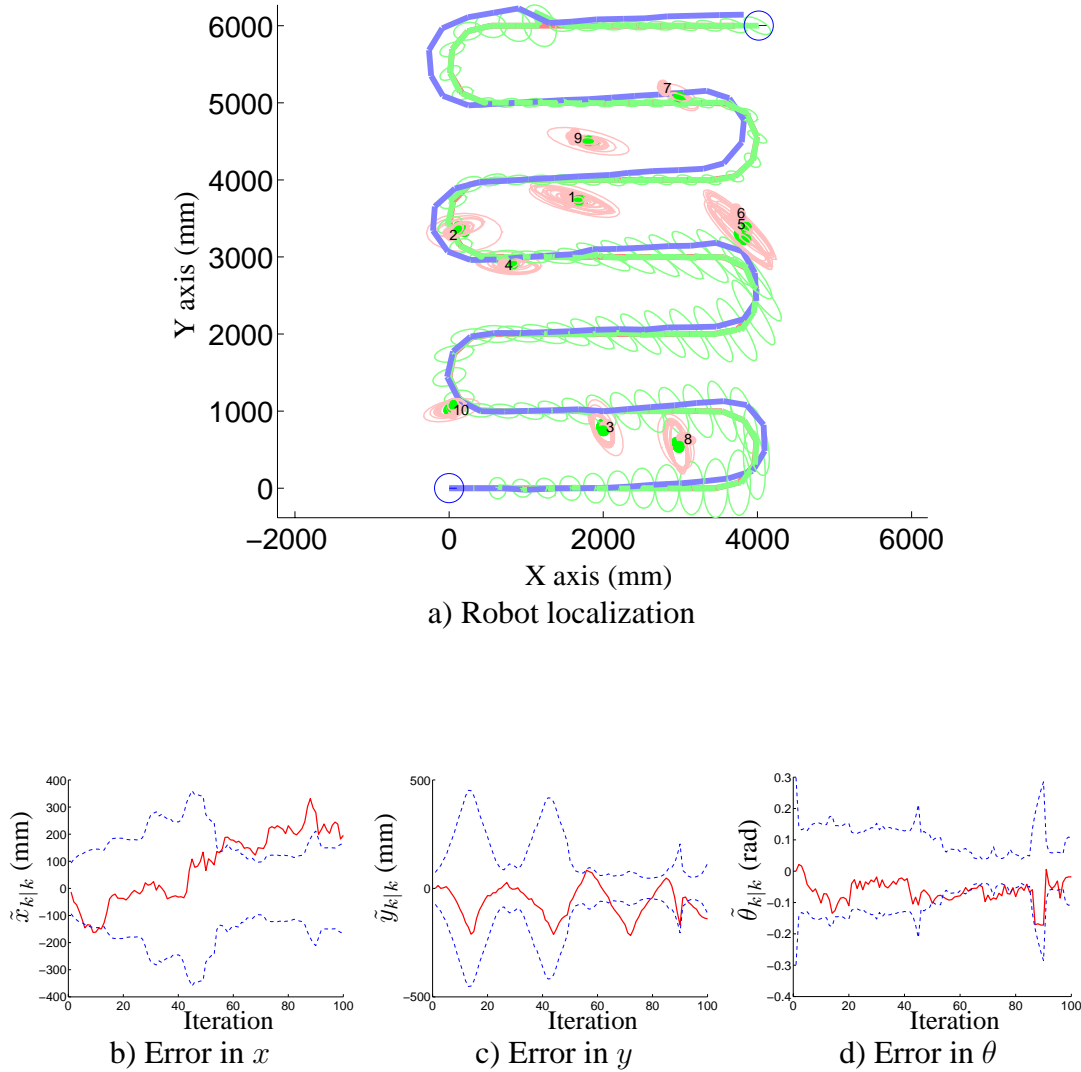 6000
5000
4000
3000
2000
1000
0
Y axis (mm)
7
9
1
6
5
2
4
10
3
8
−2000 0 2000 4000 6000
X axis (mm)
a) Robot localization
400
300
200
100
0
−100
−200
−300
−400
x̃ₖ|ₖ (mm)
0 20 40 60 80 100
Iteration
b) Error in x
500
0
−500
ỹₖ|ₖ (mm)
0 20 40 60 80 100
Iteration
c) Error in y
0.3
0.2
0.1
0
−0.1
−0.2
−0.3
−0.4
θ̃ₖ|ₖ (rad)
0 20 40 60 80 100
Iteration
d) Error in θ